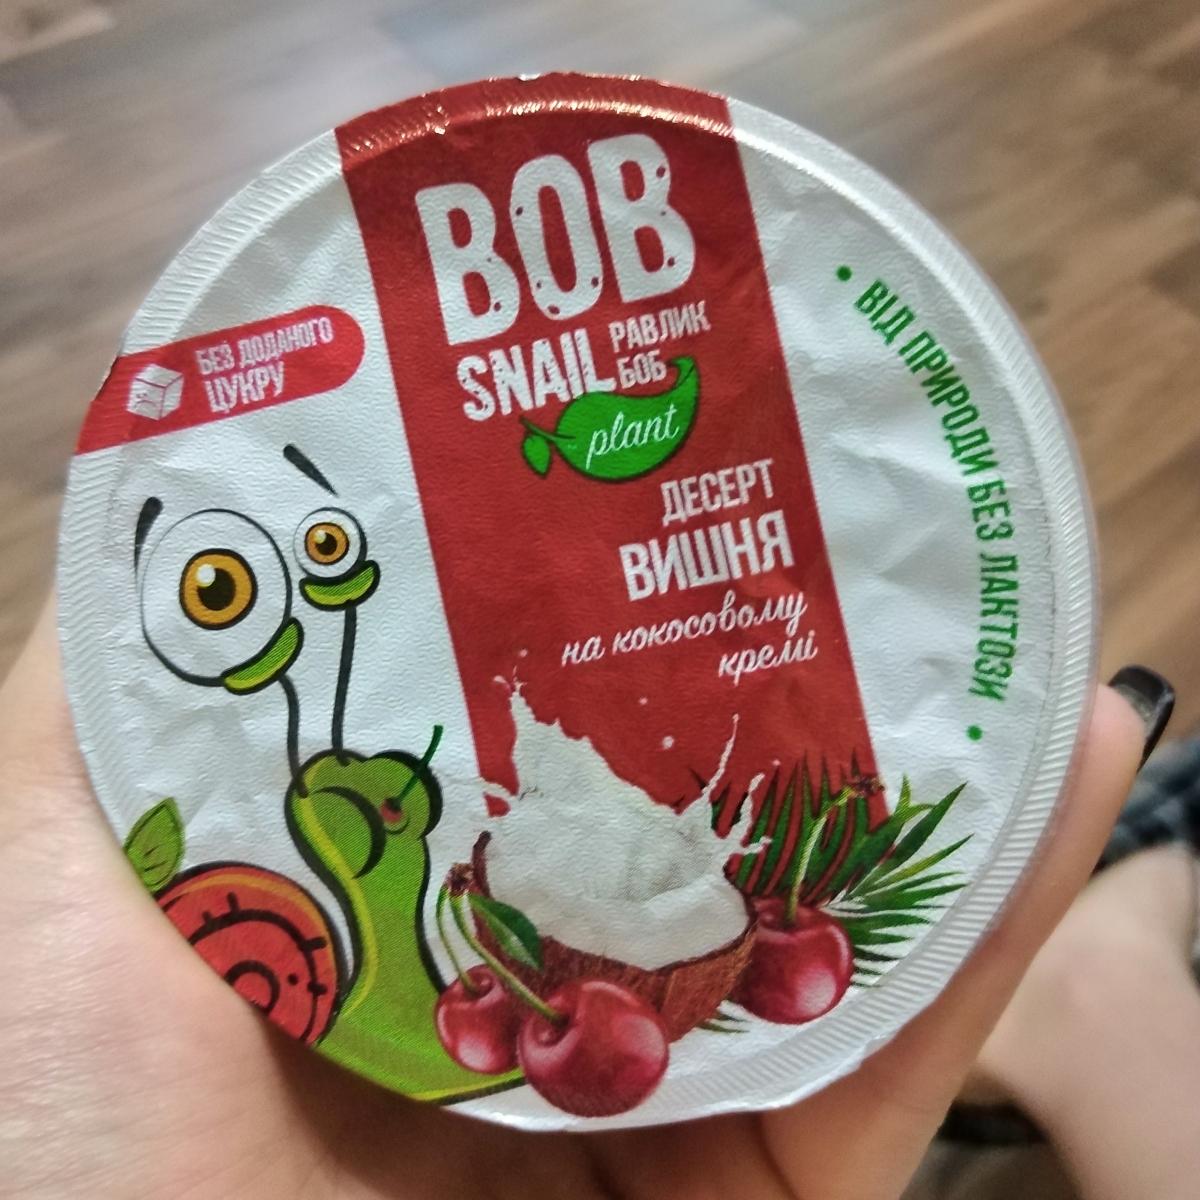 BOB
SNAIL РАВЛИК
БОБ
plant
БЕЗ ДОДАНОГО
ЦУКРУ
ДЕСЕРТ
ВИШНЯ
на кокосовому
кремі
• ВІД ПРИРОДИ БЕЗ ЛАКТОЗИ •